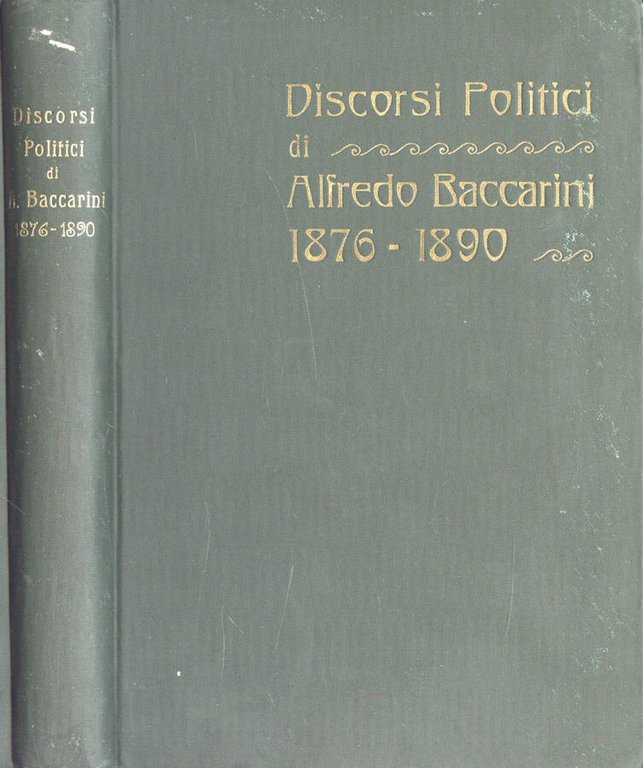 Discorsi
Politici
di
A. Baccarini
1876-1890
Discorsi Politici
di
Alfredo Baccarini
1876 - 1890